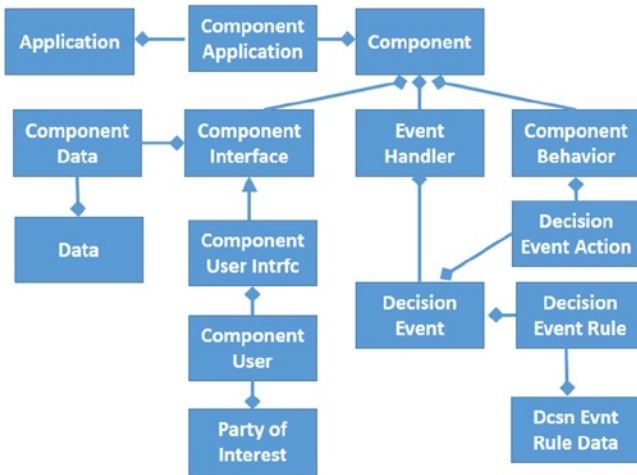 Application
Component
Application
Component
Component
Data
Component
Interface
Event
Handler
Component
Behavior
Data
Component
User Intrfc
Decision
Event Action
Decision
Event
Decision
Event Rule
Component
User
Party of
Interest
Dcsn Evnt
Rule Data